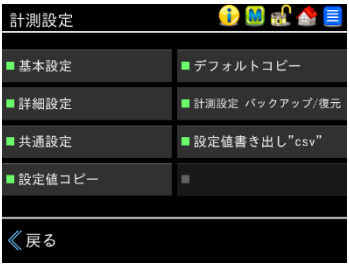 計測設定
i M
基本設定
デフォルトコピー
詳細設定
計測設定 バックアップ/復元
共通設定
設定値書き出し”csv”
設定値コピー
戻る